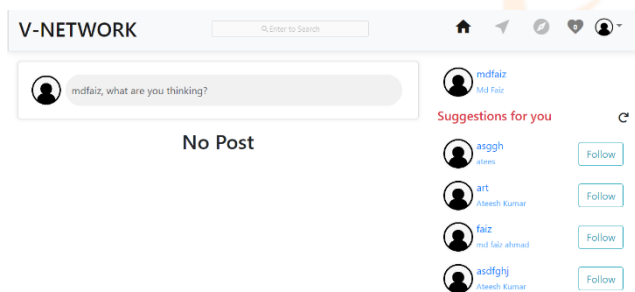 V-NETWORK
Enter to Search
0
mdfaiz, what are you thinking?
No Post
mdfaiz
Md Faiz
Suggestions for you
asggh
atees
Follow
art
Ateesh Kumar
Follow
faiz
md faiz ahmad
Follow
asdfghj
Ateesh Kumar
Follow